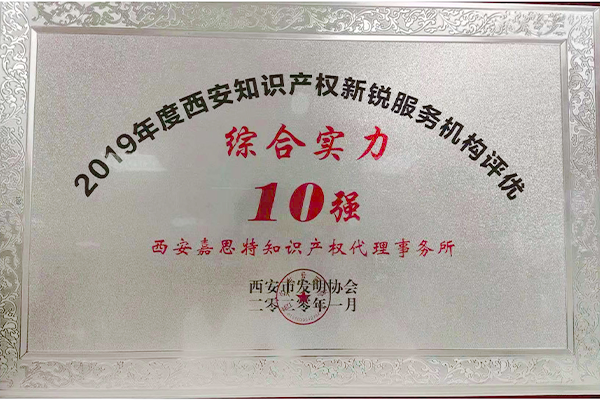 2019年度西安知识产权新锐服务机构评优
综合实力
10强
西安嘉思特知识产权代理事务所
西安市发明协会
二零二零年一月